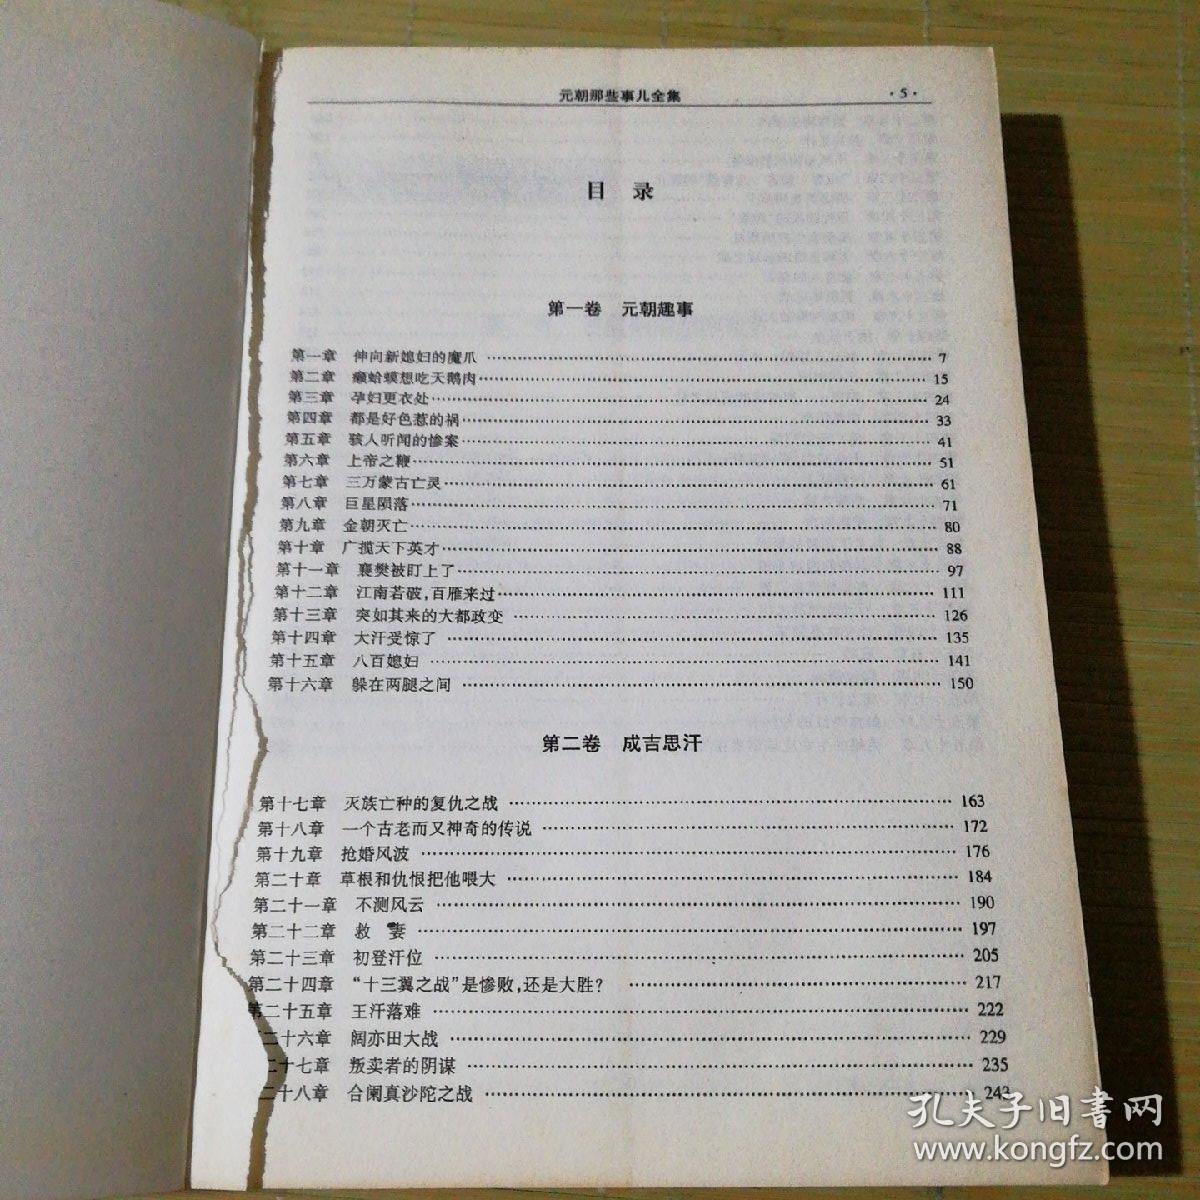 元朝那些事儿全集 ·5·
目 录
第一卷 元朝趣事
第一章 伸向新媳妇的魔爪 7
第二章 癞蛤蟆想吃天鹅肉 15
第三章 孕妇更衣处 24
第四章 都是好色惹的祸 33
第五章 骇人听闻的惨案 41
第六章 上帝之鞭 51
第七章 三万蒙古亡灵 61
第八章 巨星陨落 71
第九章 金朝灭亡 80
第十章 广揽天下英才 88
第十一章 襄樊被盯上了 97
第十二章 江南若破,百雁来过 111
第十三章 突如其来的大都政变 126
第十四章 大汗受惊了 135
第十五章 八百媳妇 141
第十六章 躲在两腿之间 150
第二卷 成吉思汗
第十七章 灭族亡种的复仇之战 163
第十八章 一个古老而又神奇的传说 172
第十九章 抢婚风波 176
第二十章 草根和仇恨把他喂大 184
第二十一章 不测风云 190
第二十二章 救 妻 197
第二十三章 初登汗位 205
第二十四章 “十三翼之战”是惨败,还是大胜? 217
第二十五章 王汗落难 222
二十六章 阔亦田大战 229
二十七章 叛卖者的阴谋 235
二十八章 合阑真沙陀之战 243
孔夫子旧书网
www.kongfz.com